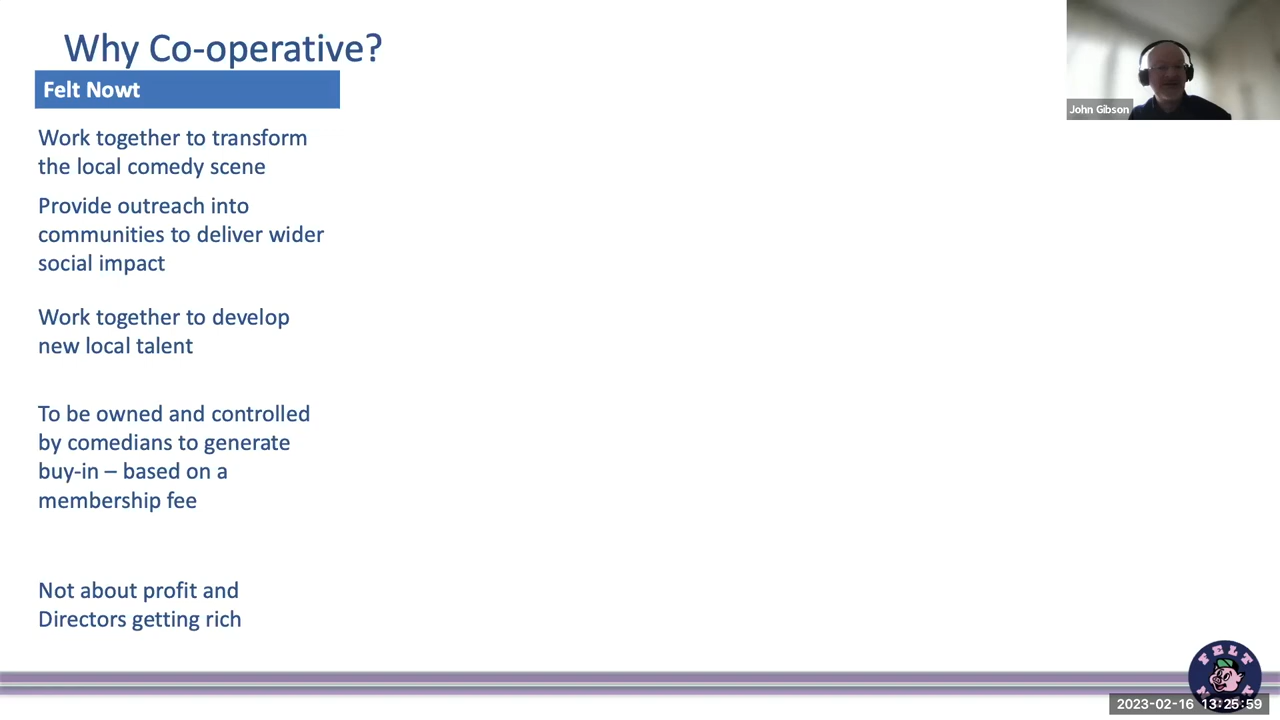 Why Co-operative?
Felt Nowt
Work together to transform
the local comedy scene
Provide outreach into
communities to deliver wider
social impact
Work together to develop
new local talent
To be owned and controlled
by comedians to generate
buy-in – based on a
membership fee
Not about profit and
Directors getting rich
John Gibson
FELT
2023-02-16 13:25:59